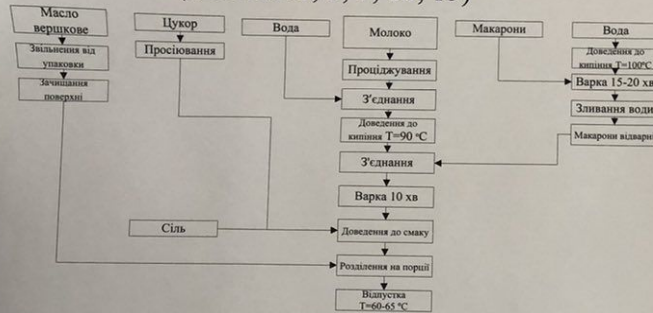 Масло
вершкове
Цукор
Вода
Молоко
Макарони
Вода
Звільнення від
упаковки
Просіювання
Доведення до
кипіння Т=100°С
Проціджування
Зачищання
поверхні
Варка 15-20 хв
З'єднання
Зливання води
Доведення до
кипіння Т=90 °С
Макарони відварні
З'єднання
Варка 10 хв
Сіль
Доведення до смаку
Розділення на порції
Відпустка
Т=60-65 °С